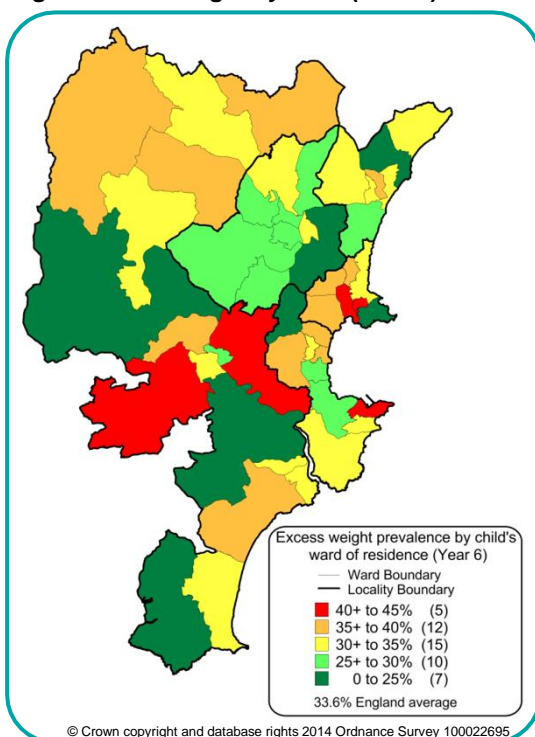 Excess weight prevalence by child's
ward of residence (Year 6)
Ward Boundary
Locality Boundary
40+ to 45% (5)
35+ to 40% (12)
30+ to 35% (15)
25+ to 30% (10)
0 to 25% (7)
33.6% England average
© Crown copyright and database rights 2014 Ordnance Survey 100022695